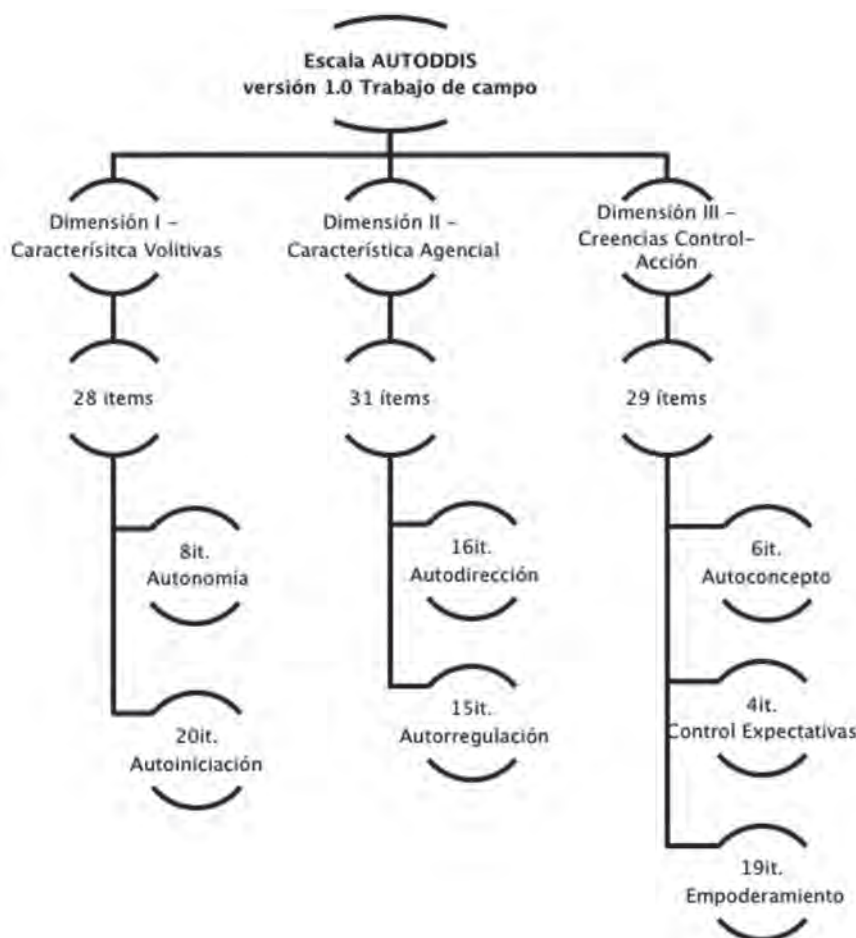 Escala AUTODDIS
versión 1.0 Trabajo de campo
Dimensión I –
Caracterísitca Volitivas
Dimensión II –
Característica Agencial
Dimensión III –
Creencias Control–
Acción
28 ítems
31 ítems
29 ítems
8it.
Autonomía
20it.
Autoiniciación
16it.
Autodirección
15it.
Autorregulación
6it.
Autoconcepto
4it.
Control Expectativas
19it.
Empoderamiento